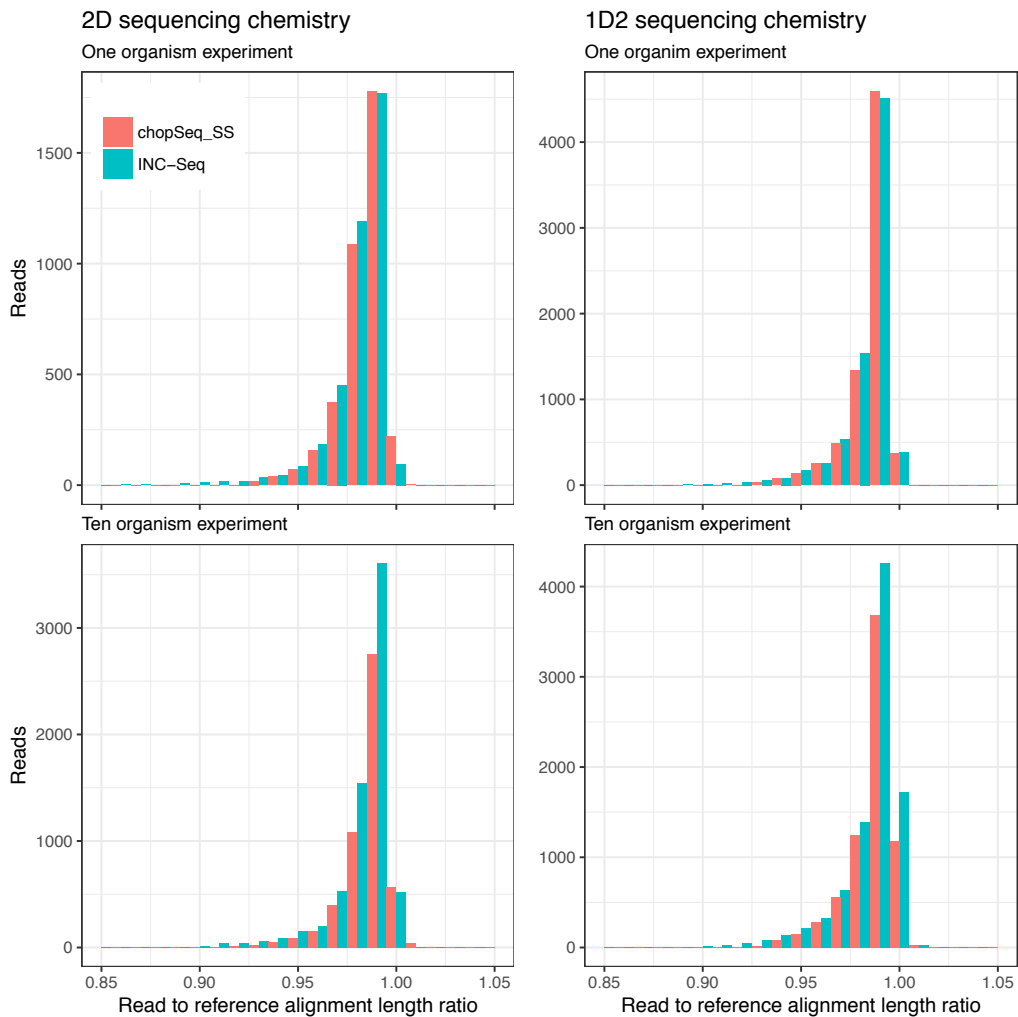 2D sequencing chemistry
One organism experiment
1D2 sequencing chemistry
One organim experiment
chopSeq_SS
INC−Seq
Reads
1500
1000
500
0
4000
3000
2000
1000
0
Ten organism experiment
Ten organism experiment
Reads
3000
2000
1000
0
4000
3000
2000
1000
0
0.85 0.90 0.95 1.00 1.05
0.85 0.90 0.95 1.00 1.05
Read to reference alignment length ratio
Read to reference alignment length ratio